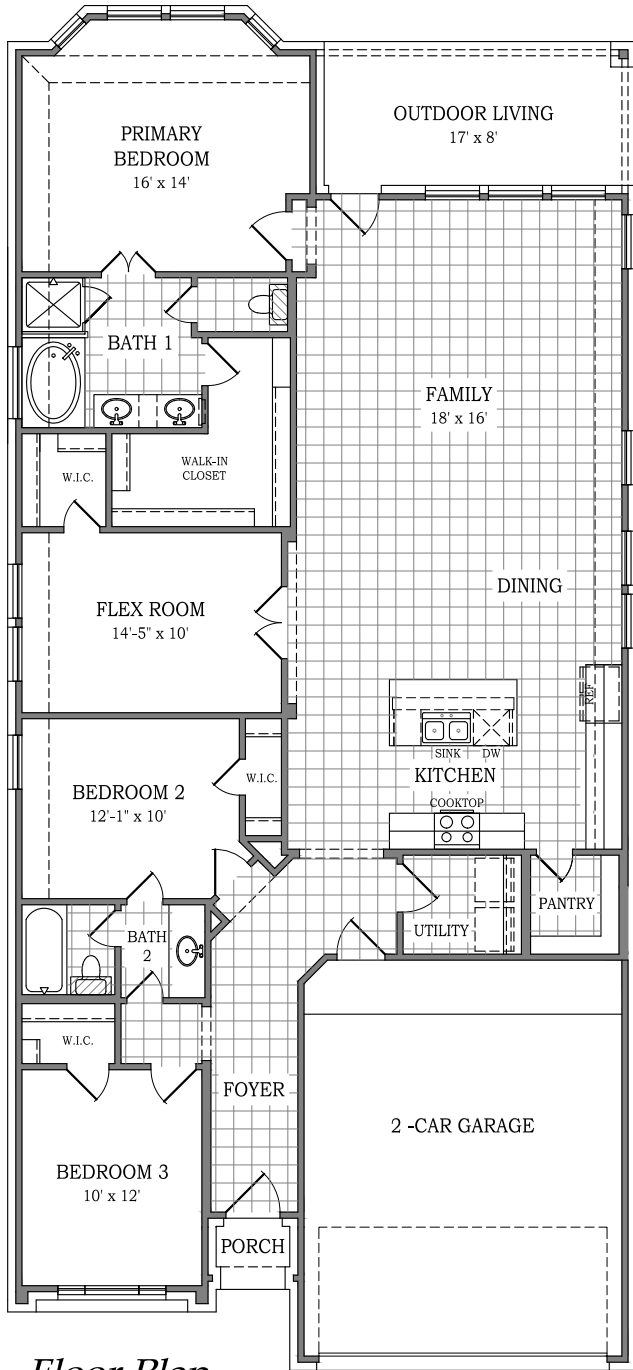 PRIMARY
BEDROOM
16' x 14'
OUTDOOR LIVING
17' x 8'
BATH 1
FAMILY
18' x 16'
W.I.C.
WALK-IN
CLOSET
FLEX ROOM
14'-5" x 10'
DINING
REF
SINK
DW
KITCHEN
COOKTOP
BEDROOM 2
12'-1" x 10'
W.I.C.
UTILITY
PANTRY
BATH
2
W.I.C.
FOYER
2 -CAR GARAGE
BEDROOM 3
10' x 12'
PORCH
Floor Plan